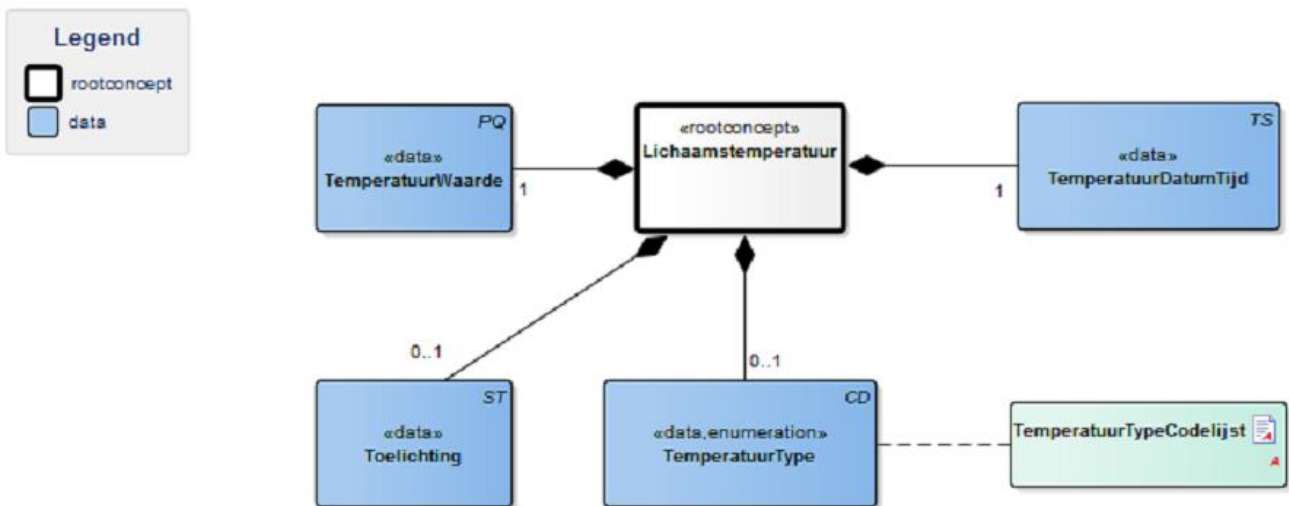 Legend
rootconcept
data
PQ
«data»
TemperatuurWaarde
1
«rootconcept»
Lichaamstemperatuur
TS
«data»
TemperatuurDatumTijd
1
0..1
ST
«data»
Toelichting
0..1
CD
«data,enumeration»
TemperatuurType
TemperatuurTypeCodelijst
A
A